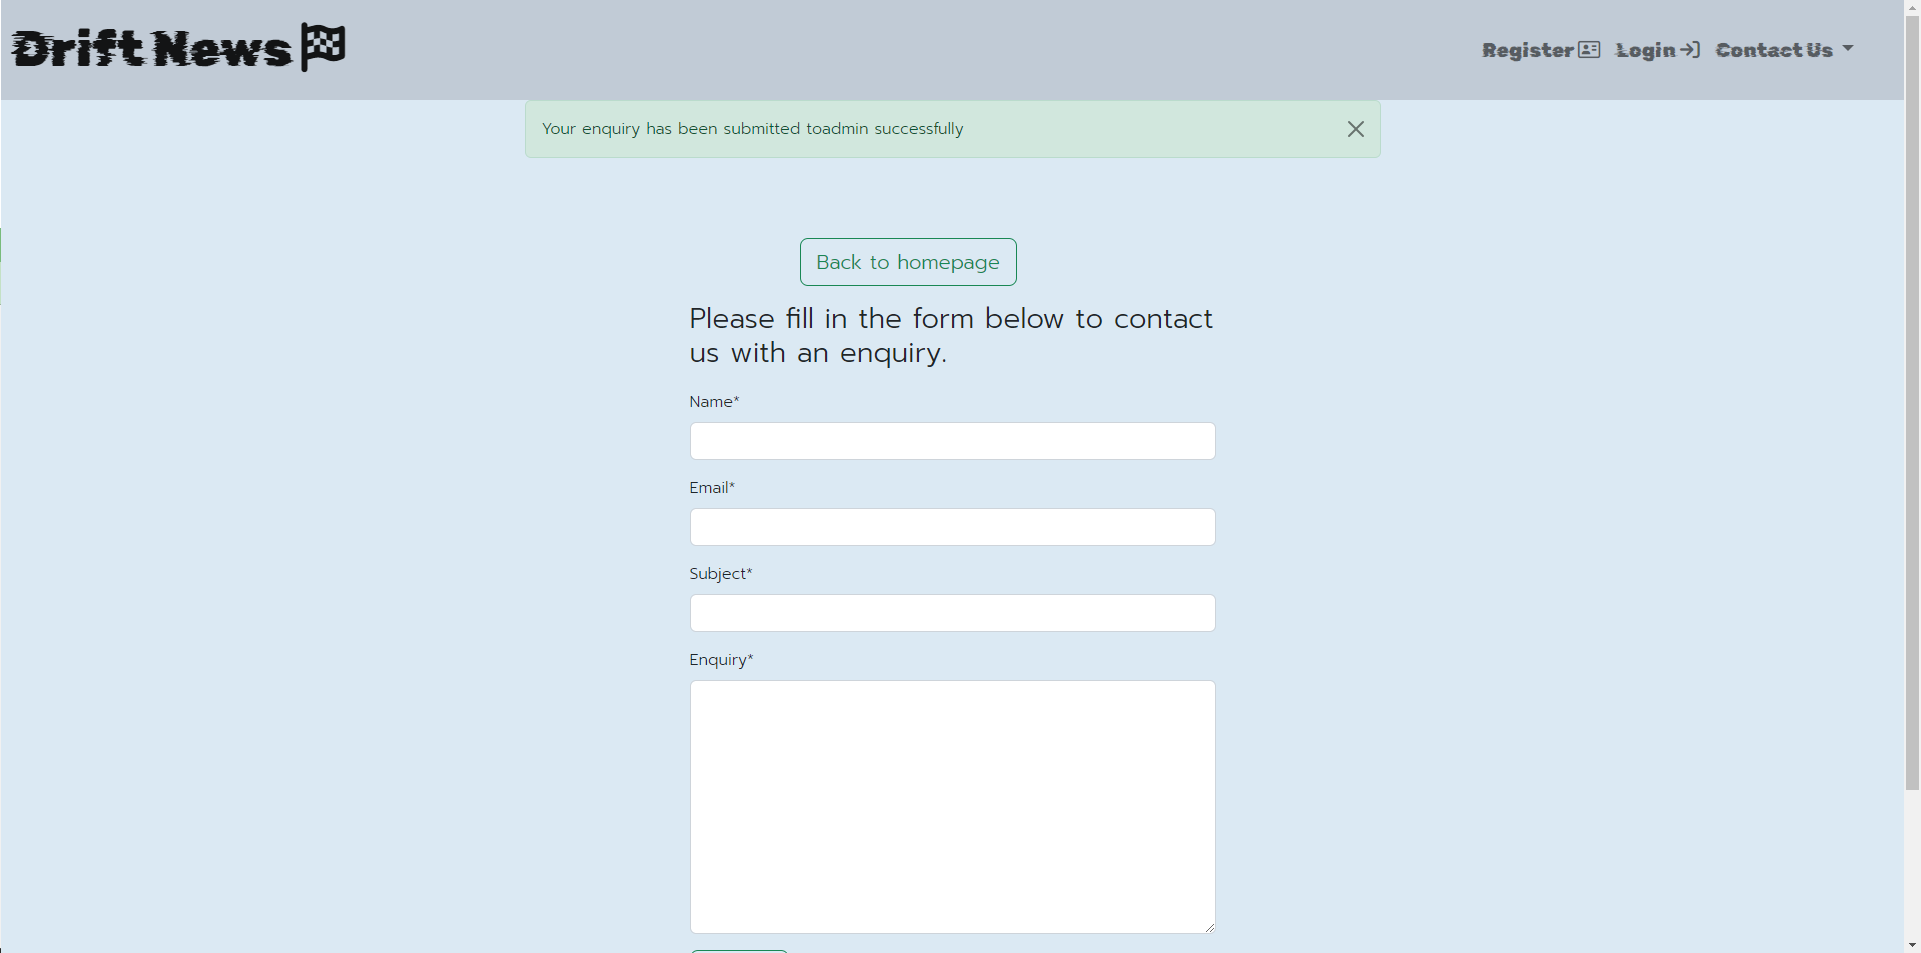 Drift News
Register Login Contact Us
Your enquiry has been submitted toadmin successfully
Back to homepage
Please fill in the form below to contact
us with an enquiry.
Name*
Email*
Subject*
Enquiry*